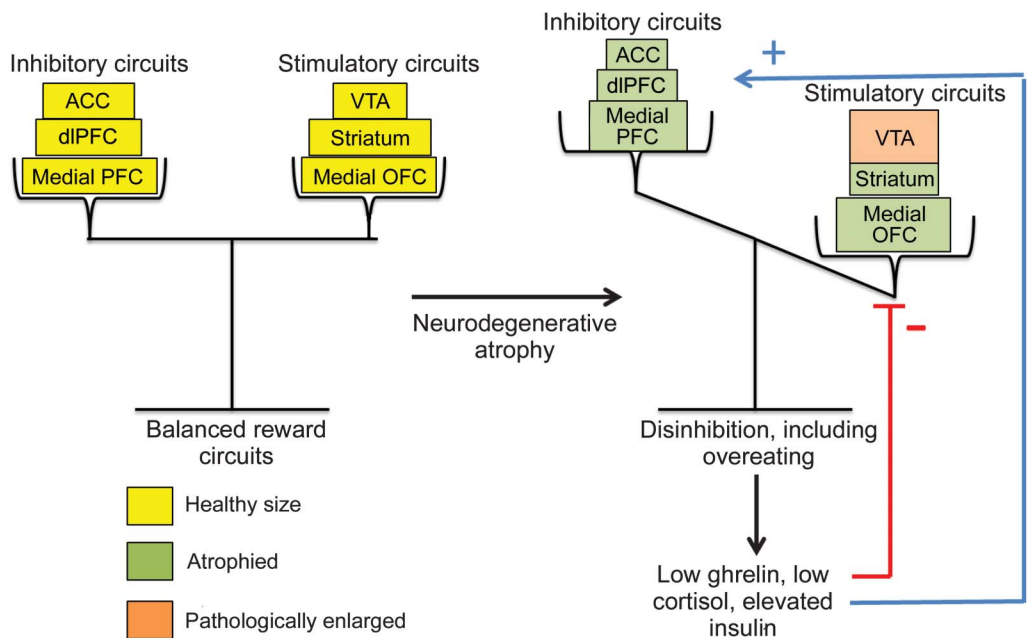 Inhibitory circuits
ACC
dlPFC
Medial PFC
Stimulatory circuits
VTA
Striatum
Medial OFC
Balanced reward
circuits
Healthy size
Atrophied
Pathologically enlarged
Neurodegenerative
atrophy
Inhibitory circuits
ACC
dlPFC
Medial
PFC
+
Stimulatory circuits
VTA
Striatum
Medial
OFC
–
Disinhibition, including
overeating
Low ghrelin, low
cortisol, elevated
insulin